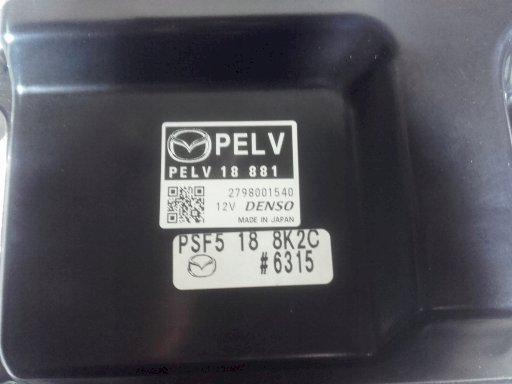 PELV
PELV 18 881
2798001540
12V DENSO
MADE IN JAPAN
PSF5 18 8K2C
#6315